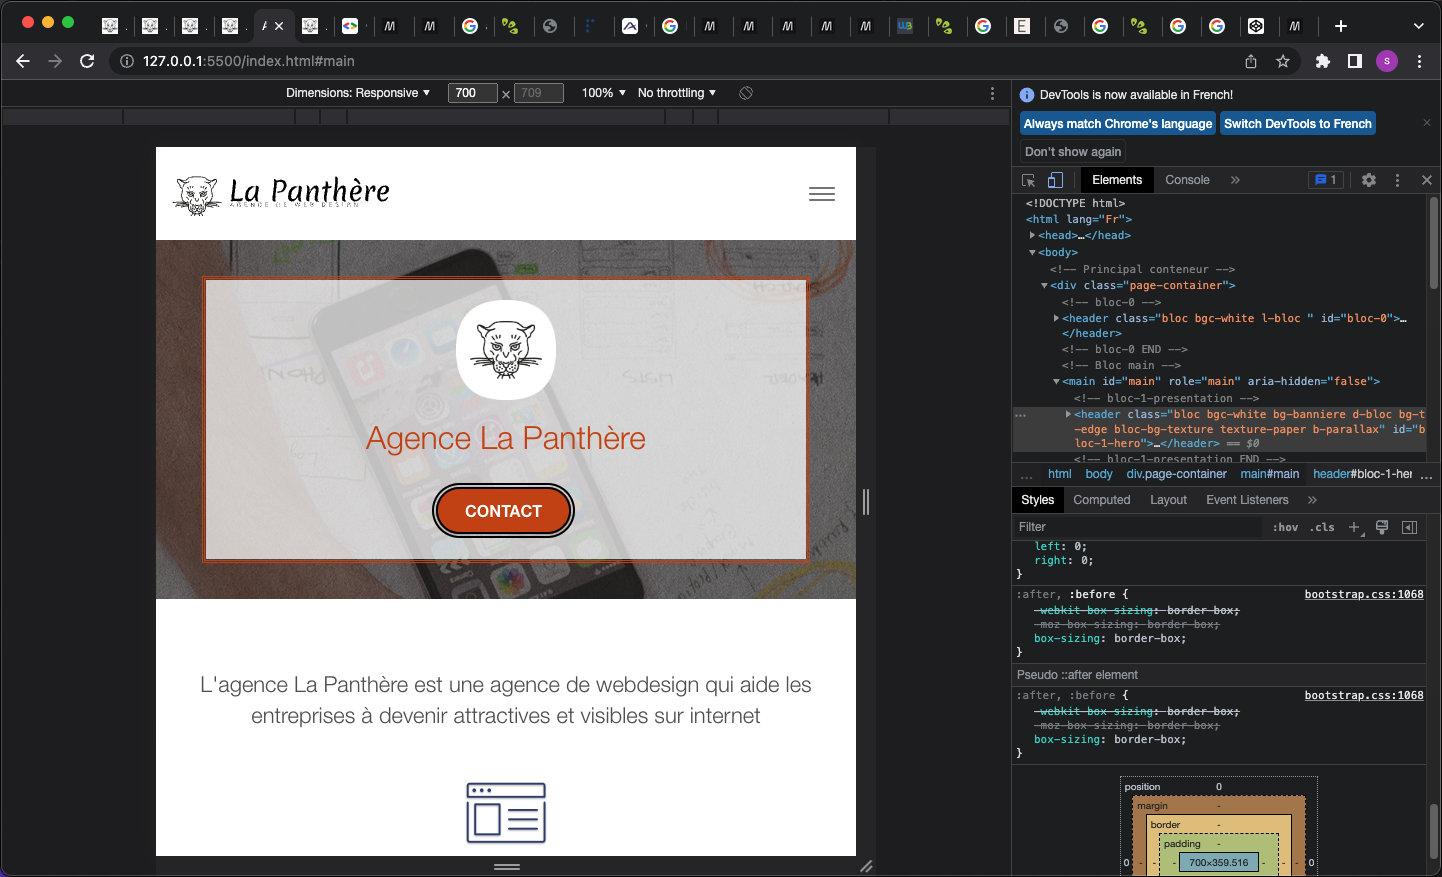 A
127.0.0.1:5500/index.html#main
S
Dimensions: Responsive
700
×
709
100%
No throttling
DevTools is now available in French!
Always match Chrome's language
Switch DevTools to French
Don't show again
Elements
Console
1
La Panthère
AGENCE DE WEB DESIGN
Agence La Panthère
CONTACT
L'agence La Panthère est une agence de webdesign qui aide les
entreprises à devenir attractives et visibles sur internet
<!DOCTYPE html>
<html lang="Fr">
<head>…</head>
<body>
<!-- Principal conteneur -->
<div class="page-container">
<!-- bloc-0 -->
<header class="bloc bgc-white l-bloc " id="bloc-0">…
</header>
<!-- bloc-0 END -->
<!-- Bloc main -->
<main id="main" role="main" aria-hidden="false">
<!-- bloc-1-presentation -->
<header class="bloc bgc-white bg-banniere d-bloc bg-t
-edge bloc-bg-texture texture-paper b-parallax" id="b
loc-1-hero">…</header> == $0
<!-- bloc-1-presentation END -->
… html body div.page-container main#main header#bloc-1-her …
Styles
Computed
Layout
Event Listeners
Filter
:hov
.cls
left: 0;
right: 0;
}
:after, :before {
bootstrap.css:1068
-webkit-box-sizing: border-box;
-moz-box-sizing: border-box;
box-sizing: border-box;
}
Pseudo ::after element
:after, :before {
bootstrap.css:1068
-webkit-box-sizing: border-box;
-moz-box-sizing: border-box;
box-sizing: border-box;
}
position
0
margin
-
border
-
padding
-
0
-
-
-
700×359.516
-
-
-
0